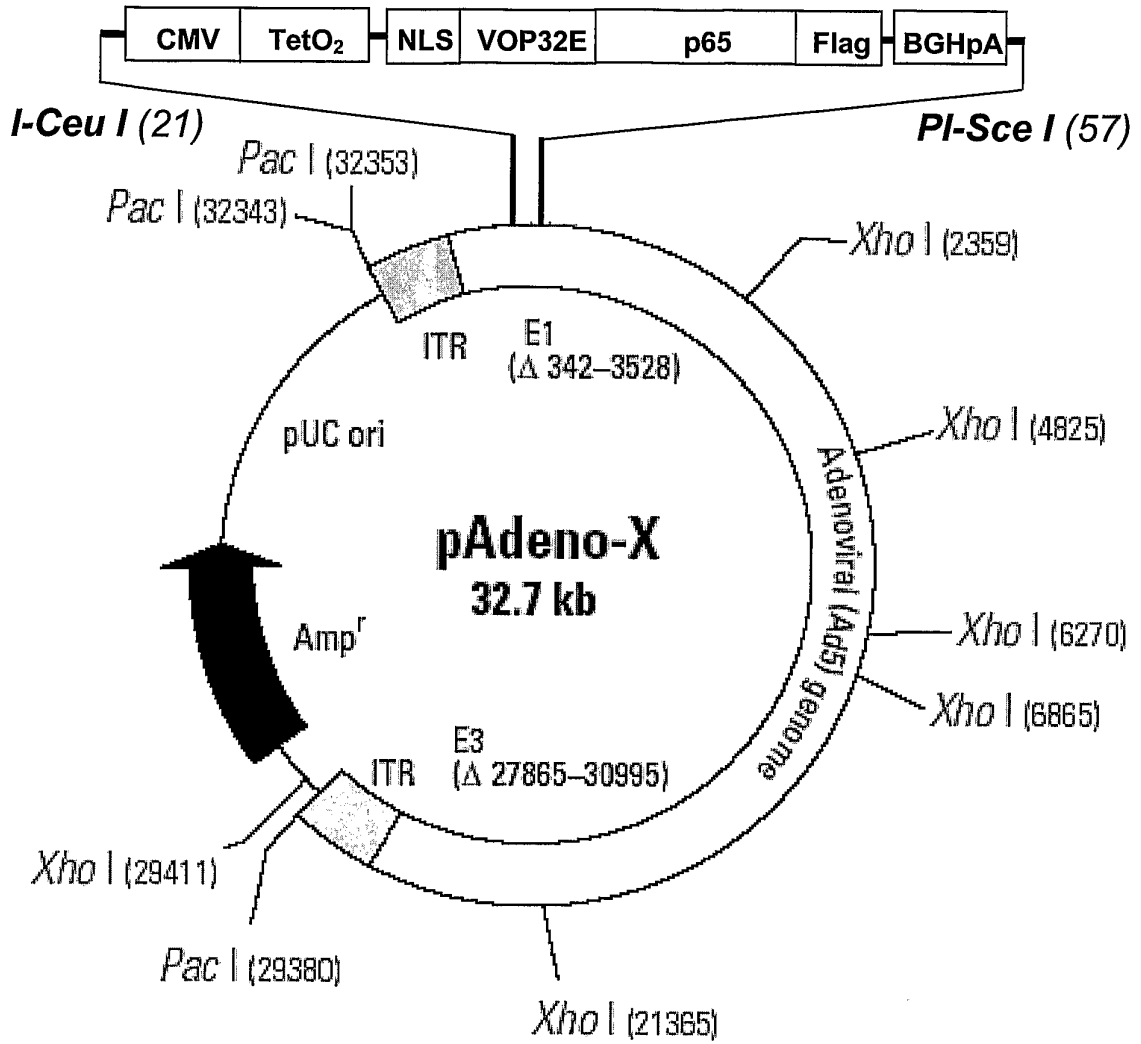 CMV TetO₂ NLS VOP32E p65 Flag BGHpA
I-Ceu I (21)
PI-Sce I (57)
Pac I (32353)
Pac I (32343)
Xho I (2359)
ITR
E1
(Δ 342–3528)
pUC ori
Xho I (4825)
Adenoviral (Ad5) genome
pAdeno-X
32.7 kb
Xho I (6270)
Ampʳ
Xho I (6865)
E3
ITR
(Δ 27865–30995)
Xho I (29411)
Pac I (29380)
Xho I (21365)